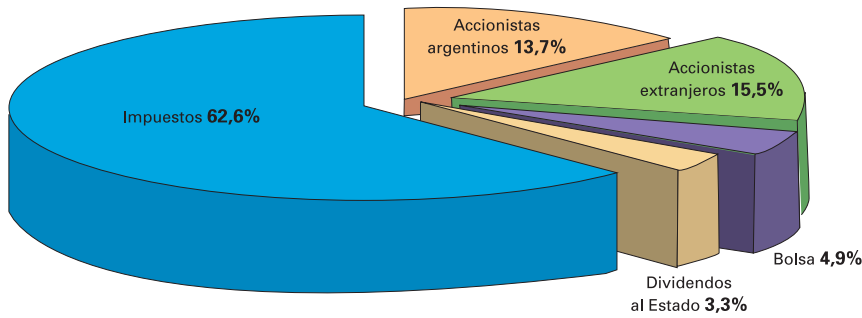 Accionistas
argentinos 13,7%
Accionistas
extranjeros 15,5%
Impuestos 62,6%
Bolsa 4,9%
Dividendos
al Estado 3,3%